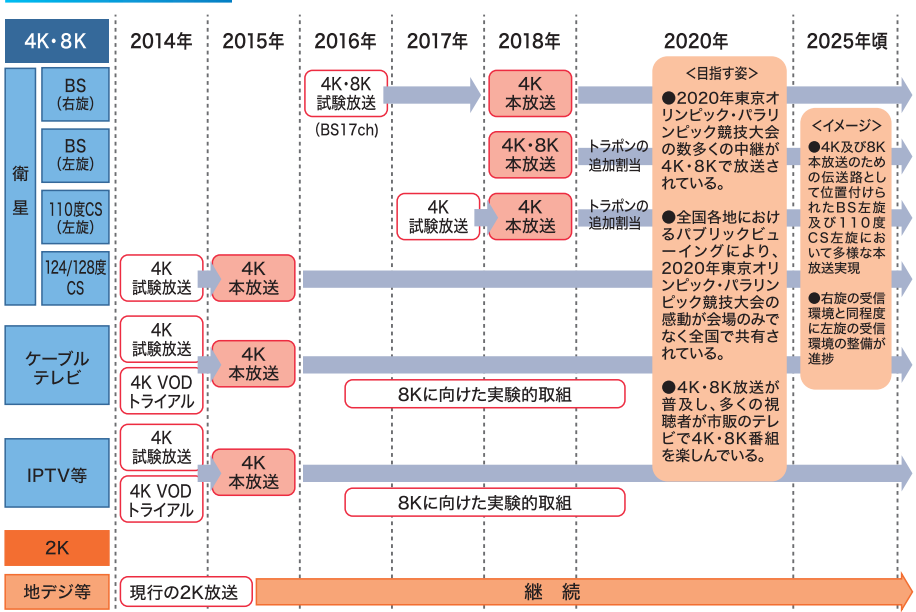 4K・8K
2014年
2015年
2016年
2017年
2018年
2020年
2025年頃
衛星
BS
（右旋）
4K・8K
試験放送
（BS17ch）
4K
本放送
BS
（左旋）
4K・8K
本放送
トラポンの
追加割当
110度CS
（左旋）
4K
試験放送
4K
本放送
トラポンの
追加割当
124/128度
CS
4K
試験放送
4K
本放送
ケーブル
テレビ
4K
試験放送
4K VOD
トライアル
4K
本放送
8Kに向けた実験的取組
IPTV等
4K
試験放送
4K VOD
トライアル
4K
本放送
8Kに向けた実験的取組
＜目指す姿＞
●2020年東京オ
リンピック・パラリ
ンピック競技大会
の数多くの中継が
4K・8Kで放送さ
れている。
●全国各地におけ
るパブリックビュ
ーイングにより、
2020年東京オリ
ンピック・パラリン
ピック競技大会の
感動が会場のみで
なく全国で共有さ
れている。
●4K・8K放送が
普及し、多くの視
聴者が市販のテレ
ビで4K・8K番組
を楽しんでいる。
＜イメージ＞
●4K及び8K
本放送のため
の伝送路とし
て位置付けら
れたBS左旋
及び110度
CS左旋にお
いて多様な本
放送実現
●右旋の受信
環境と同程度
に左旋の受信
環境の整備が
進捗
2K
地デジ等
現行の2K放送
継　続